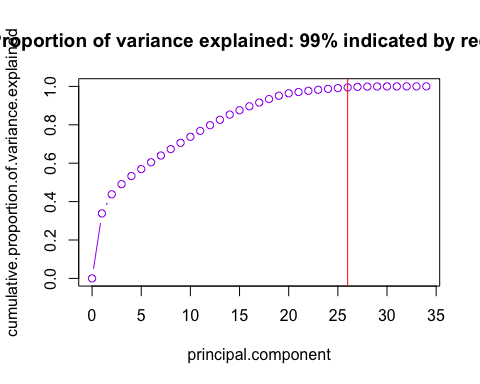 Proportion of variance explained: 99% indicated by re
cumulative.proportion.of.variance.explained
1.0
0.8
0.6
0.4
0.2
0.0
0 5 10 15 20 25 30 35
principal.component